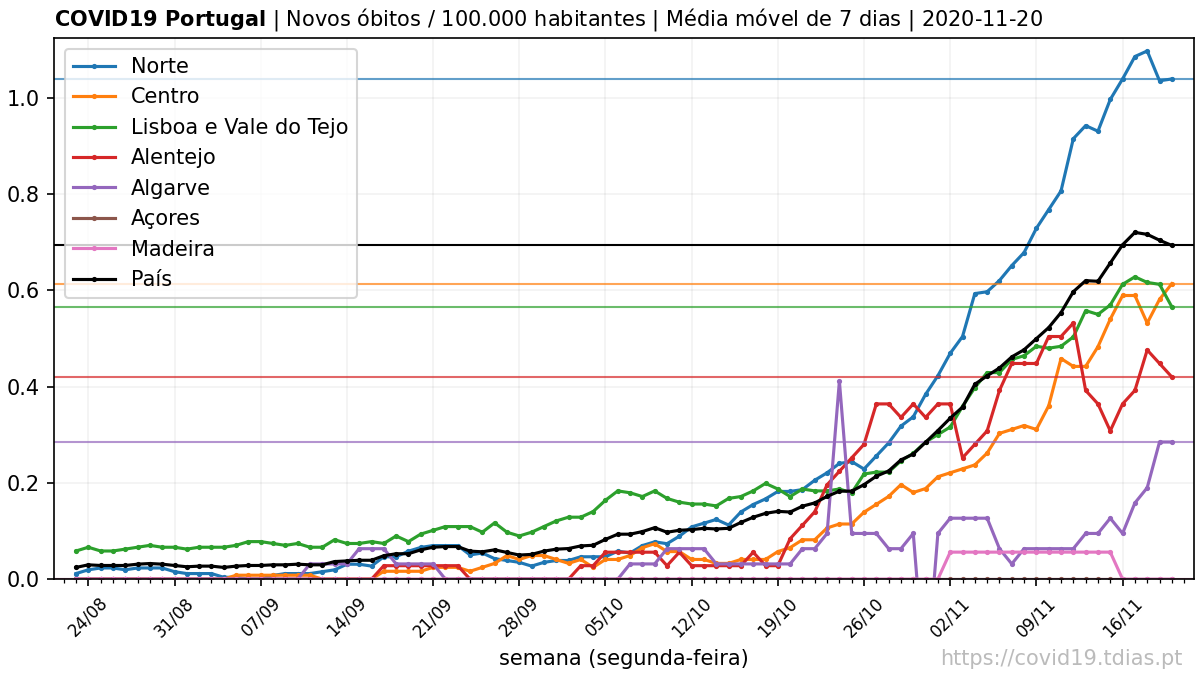 COVID19 Portugal | Novos óbitos / 100.000 habitantes | Média móvel de 7 dias | 2020-11-20
Norte
Centro
Lisboa e Vale do Tejo
Alentejo
Algarve
Açores
Madeira
País
1.0
0.8
0.6
0.4
0.2
0.0
24/08 31/08 07/09 14/09 21/09 28/09 05/10 12/10 19/10 26/10 02/11 09/11 16/11
semana (segunda-feira)
https://covid19.tdias.pt